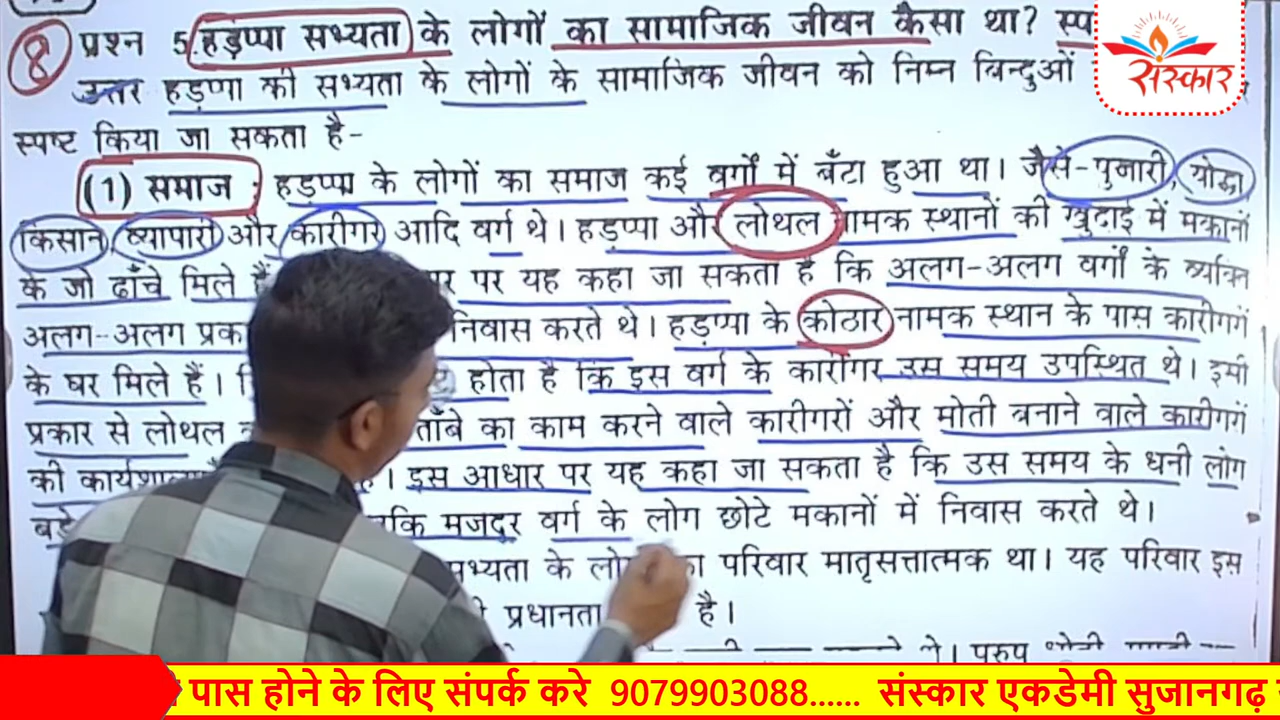 8
प्रश्न 5 हड़प्पा सभ्यता के लोगों का सामाजिक जीवन कैसा था?
उत्तर हड़प्पा की सभ्यता के लोगों के सामाजिक जीवन को निम्न बिन्दुओं
स्पष्ट किया जा सकता है-
(1) समाज : हड़प्पा के लोगों का समाज कई वर्गों में बँटा हुआ था। जैसे-पुजारी, योद्धा
किसान, व्यापारी और कारीगर आदि वर्ग थे। हड़प्पा और लोथल नामक स्थानों की खुदाई में मकानों
के जो ढाँचे मिले पर यह कहा जा सकता है कि अलग-अलग वर्गों के व्यक्ति
अलग-अलग निवास करते थे। हड़प्पा के कोठार नामक स्थान के पास कारीगरों
के घर मिले हैं। होता है कि इस वर्ग के कारीगर उस समय उपस्थित थे। इसी
प्रकार से लोथल ताँबे का काम करने वाले कारीगरों और मोती बनाने वाले कारीगरों
की इस आधार पर यह कहा जा सकता है कि उस समय के धनी लोग
मजदूर वर्ग के लोग छोटे मकानों में निवास करते थे।
सभ्यता के परिवार मातृसत्तात्मक था। यह परिवार इस
प्रधानता है।
संस्कार
पास होने के लिए संपर्क करे 9079903088...... संस्कार एकडेमी सुजानगढ़